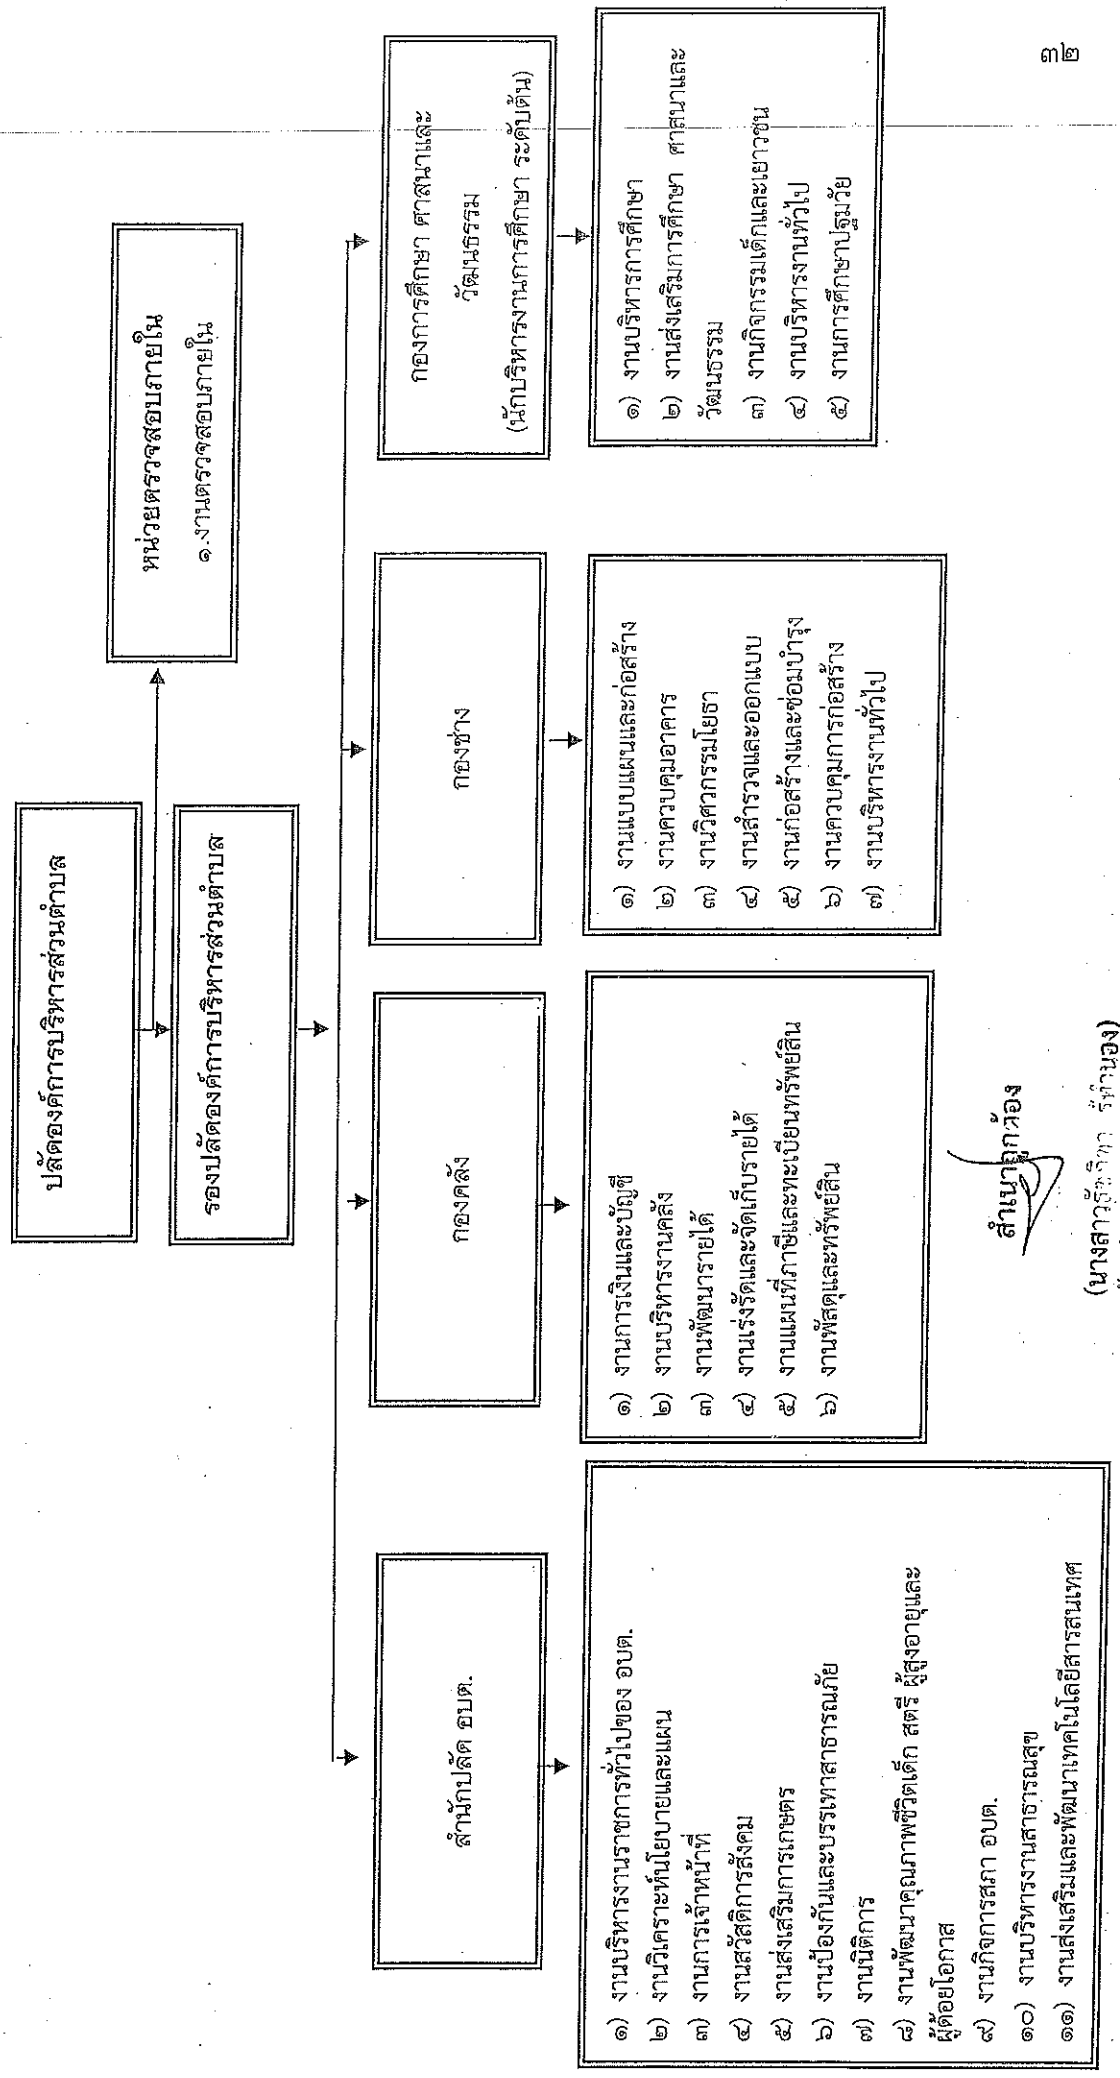 ปลัดองค์การบริหารส่วนตำบล
หน่วยตรวจสอบภายใน
๑.งานตรวจสอบภายใน
รองปลัดองค์การบริหารส่วนตำบล
สำนักปลัด อบต.
กองคลัง
กองช่าง
กองการศึกษา ศาสนาและ
วัฒนธรรม
(นักบริหารงานการศึกษา ระดับต้น)
๑) งานบริหารงานราชการทั่วไปของ อบต.
๒) งานวิเคราะห์นโยบายและแผน
๓) งานการเจ้าหน้าที่
๔) งานสวัสดิการสังคม
๕) งานส่งเสริมการเกษตร
๖) งานป้องกันและบรรเทาสาธารณภัย
๗) งานนิติการ
๘) งานพัฒนาคุณภาพชีวิตเด็ก สตรี ผู้สูงอายุและ
ผู้ด้อยโอกาส
๙) งานกิจการสภา อบต.
๑๐) งานบริหารงานสาธารณสุข
๑๑) งานส่งเสริมและพัฒนาเทคโนโลยีสารสนเทศ
๑) งานการเงินและบัญชี
๒) งานบริหารงานคลัง
๓) งานพัฒนารายได้
๔) งานเร่งรัดและจัดเก็บรายได้
๕) งานแผนที่ภาษีและทะเบียนทรัพย์สิน
๖) งานพัสดุและทรัพย์สิน
๑) งานแบบแผนและก่อสร้าง
๒) งานควบคุมอาคาร
๓) งานวิศวกรรมโยธา
๔) งานสำรวจและออกแบบ
๕) งานก่อสร้างและซ่อมบำรุง
๖) งานควบคุมการก่อสร้าง
๗) งานบริหารงานทั่วไป
๑) งานบริหารการศึกษา
๒) งานส่งเสริมการศึกษา ศาสนาและ
วัฒนธรรม
๓) งานกิจกรรมเด็กและเยาวชน
๔) งานบริหารงานทั่วไป
๕) งานการศึกษาปฐมวัย
สำเนาถูกต้อง
๓๒